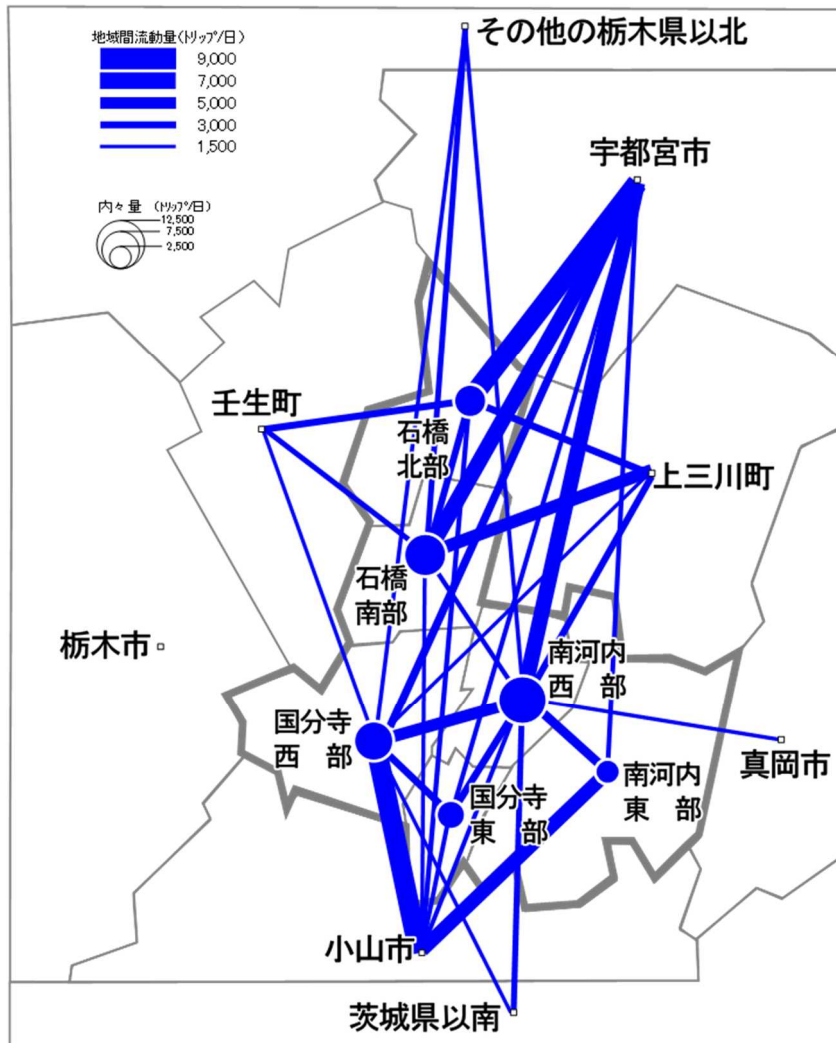 その他の栃木県以北
地域間流動量(ﾄﾘｯﾌﾟ/日)
9,000
7,000
5,000
3,000
1,500
宇都宮市
内々量 (ﾄﾘｯﾌﾟ/日)
12,500
7,500
2,500
壬生町
石橋
北部
上三川町
石橋
南部
栃木市
南河内
西 部
国分寺
西 部
真岡市
南河内
東 部
国分寺
東 部
小山市
茨城県以南